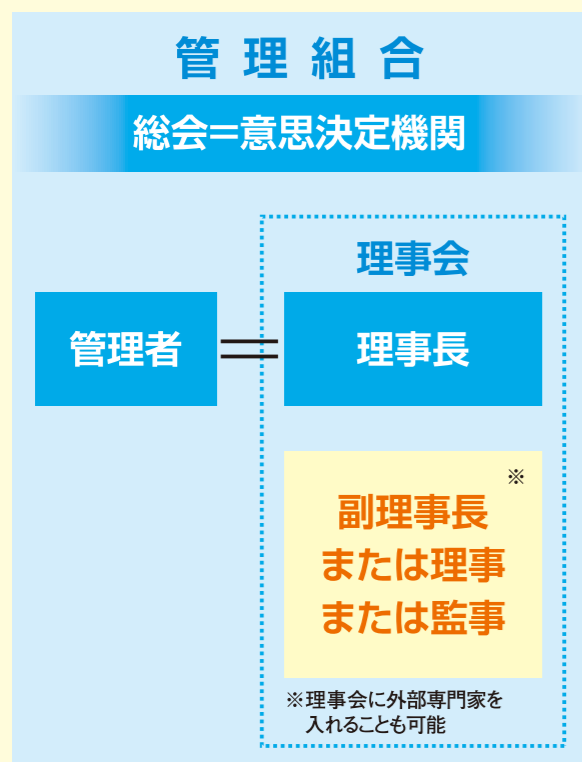 管理組合
総会＝意思決定機関
理事会
管理者
理事長
※
副理事長
または理事
または監事
※理事会に外部専門家を
入れることも可能